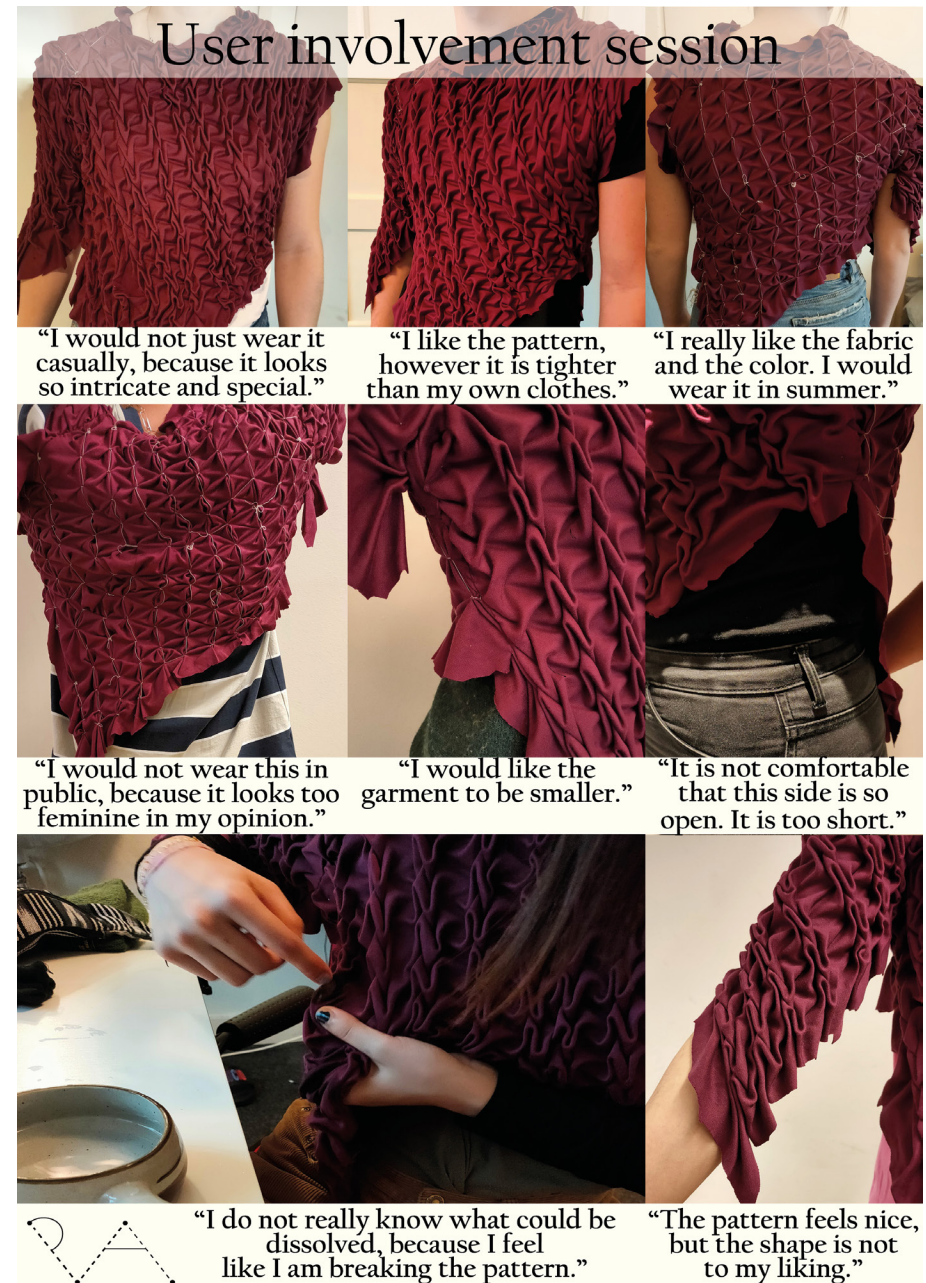 User involvement session
“I would not just wear it
casually, because it looks
so intricate and special.”
“I like the pattern,
however it is tighter
than my own clothes.”
“I really like the fabric
and the color. I would
wear it in summer.”
“I would not wear this in
public, because it looks too
feminine in my opinion.”
“I would like the
garment to be smaller.”
“It is not comfortable
that this side is so
open. It is too short.”
“I do not really know what could be
dissolved, because I feel
like I am breaking the pattern.”
“The pattern feels nice,
but the shape is not
to my liking.”